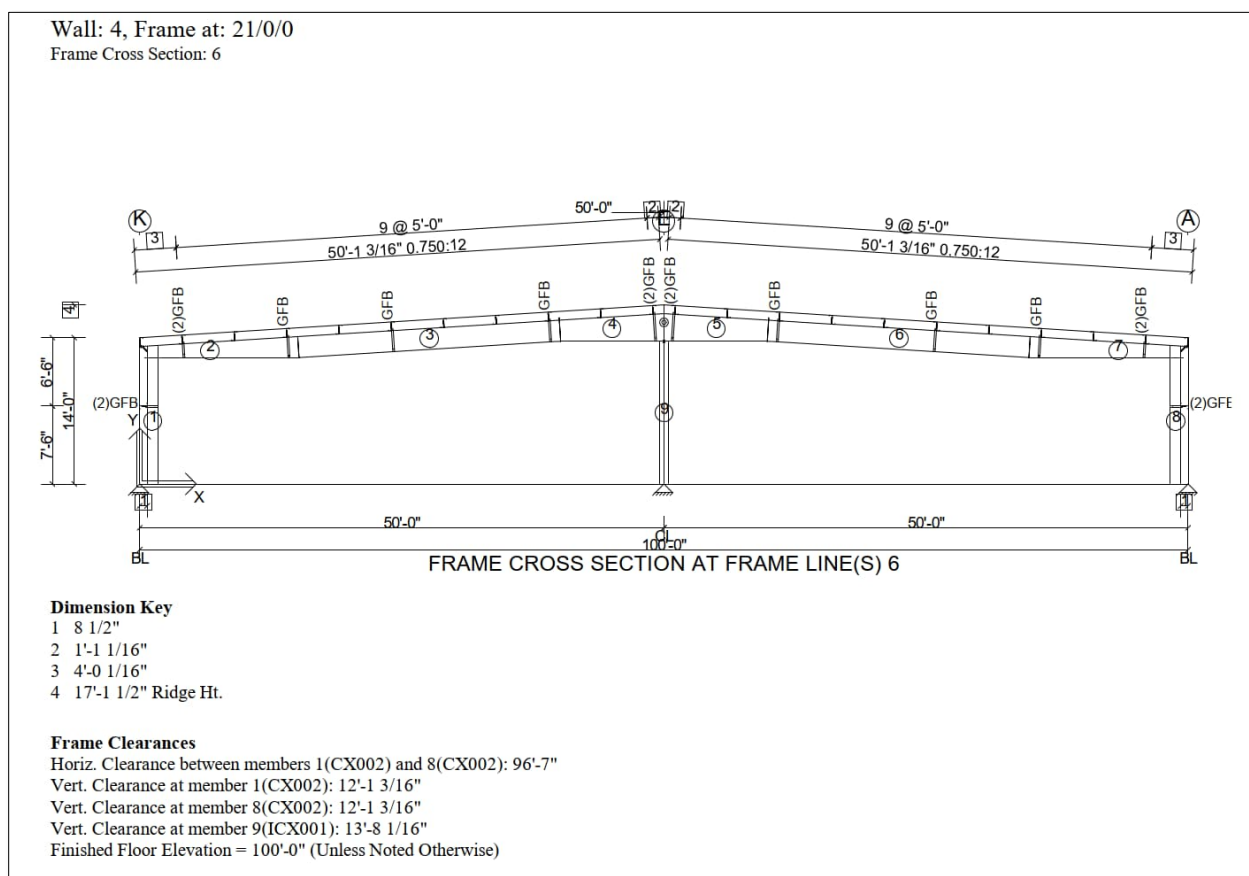 Wall: 4, Frame at: 21/0/0
Frame Cross Section: 6
50'-0"
2
2
K
E
A
9 @ 5'-0"
9 @ 5'-0"
3
3
50'-1 3/16" 0.750:12
50'-1 3/16" 0.750:12
4
(2)GFB
GFB
GFB
GFB
(2)GFB
(2)GFB
GFB
GFB
GFB
(2)GFB
2
3
4
5
6
7
6'-6"
14'-0"
7'-6"
(2)GFB
(2)GFE
1
9
8
Y
X
1
1
50'-0"
50'-0"
CL
100'-0"
BL
BL
FRAME CROSS SECTION AT FRAME LINE(S) 6
Dimension Key
1 8 1/2"
2 1'-1 1/16"
3 4'-0 1/16"
4 17'-1 1/2" Ridge Ht.
Frame Clearances
Horiz. Clearance between members 1(CX002) and 8(CX002): 96'-7"
Vert. Clearance at member 1(CX002): 12'-1 3/16"
Vert. Clearance at member 8(CX002): 12'-1 3/16"
Vert. Clearance at member 9(ICX001): 13'-8 1/16"
Finished Floor Elevation = 100'-0" (Unless Noted Otherwise)